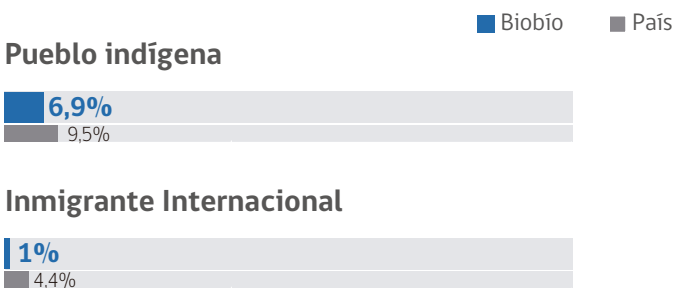 Biobío País
Pueblo indígena
6,9%
9,5%
Inmigrante Internacional
1%
4,4%